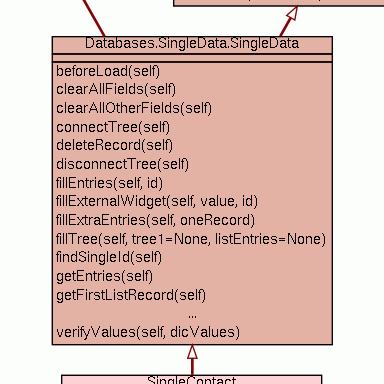 Databases.SingleData.SingleData
beforeLoad(self)
clearAllFields(self)
clearAllOtherFields(self)
connectTree(self)
deleteRecord(self)
disconnectTree(self)
fillEntries(self, id)
fillExternalWidget(self, value, id)
fillExtraEntries(self, oneRecord)
fillTree(self, tree1=None, listEntries=None)
findSingleId(self)
getEntries(self)
getFirstListRecord(self)
...
verifyValues(self, dicValues)
SingleContact